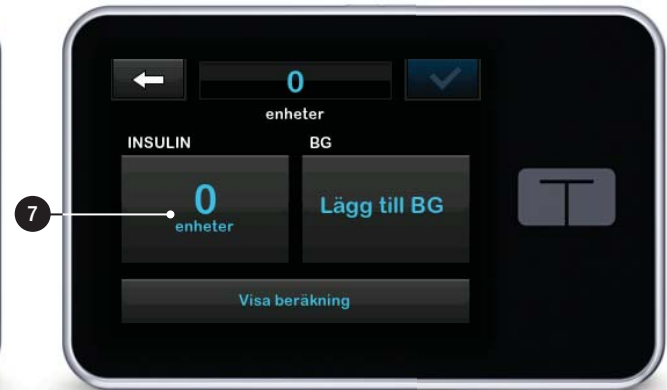 0
enheter
INSULIN BG
7
0
enheter
Lägg till BG
Visa beräkning